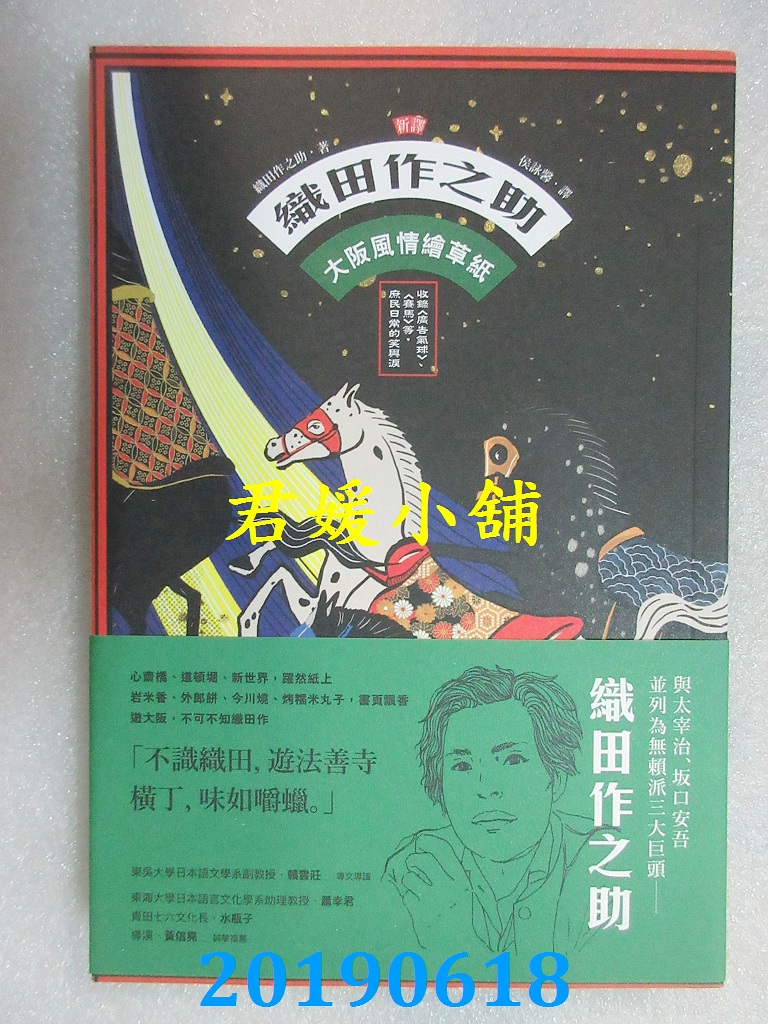 新譯
織田作之助・著
侯詠馨・譯
織田作之助
大阪風情繪草紙
收錄〈廣告氣球〉、
〈賽馬〉等,
庶民日常的笑與淚
君媛小舖
心齋橋、道頓堀、新世界,躍然紙上
岩米香、外郎餅、今川燒、烤糯米丸子,書頁飄香
遊大阪,不可不知織田作
「不識織田,遊法善寺
橫丁,味如嚼蠟。」
與太宰治、坂口安吾
並列為無賴派三大巨頭——
織田作之助
東吳大學日本語文學系副教授・賴雲莊 專文導讀
東海大學日本語言文化學系助理教授・蕭幸君
青田七六文化長・水瓶子
導演・黃信堯 誠摯推薦
20190618